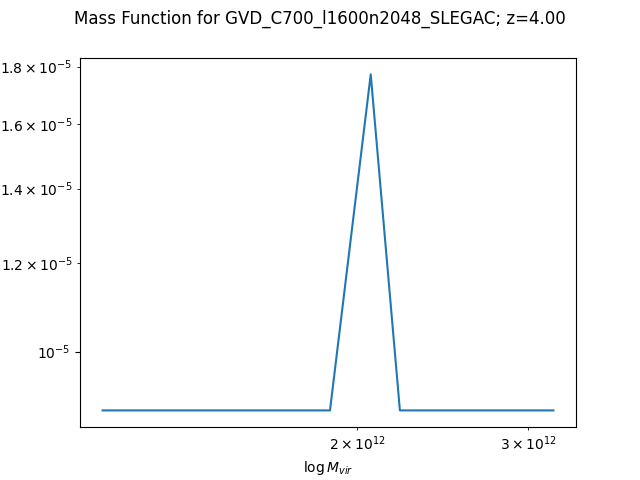 Mass Function for GVD_C700_l1600n2048_SLEGAC; z=4.00
1.8 × 10⁻⁵
1.6 × 10⁻⁵
1.4 × 10⁻⁵
1.2 × 10⁻⁵
10⁻⁵
2 × 10¹² 3 × 10¹²
log M_vir